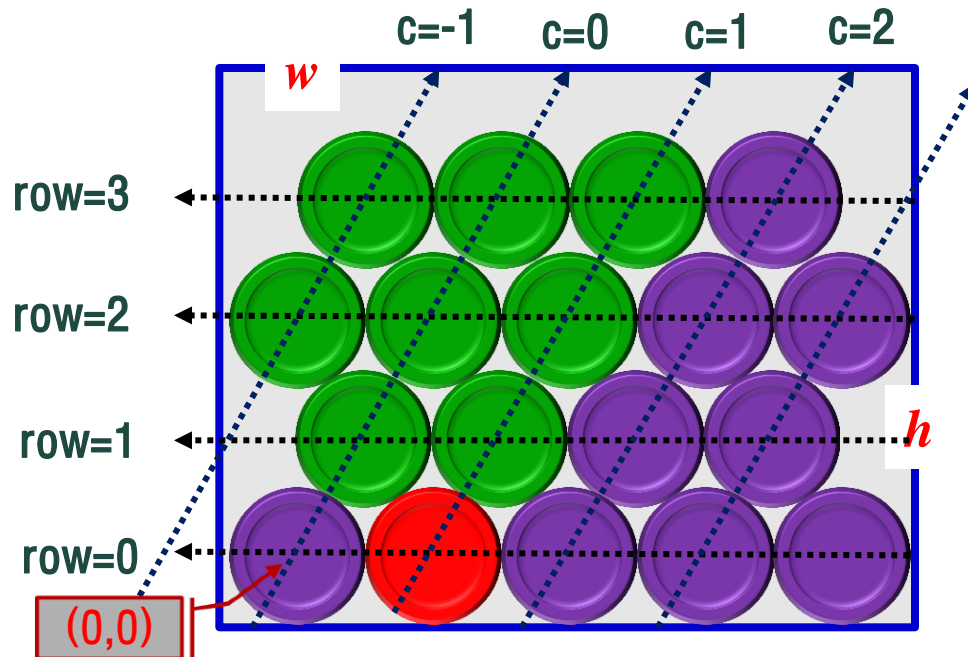 c=-1 c=0 c=1 c=2
w
row=3
row=2
h
row=1
row=0
(0,0)